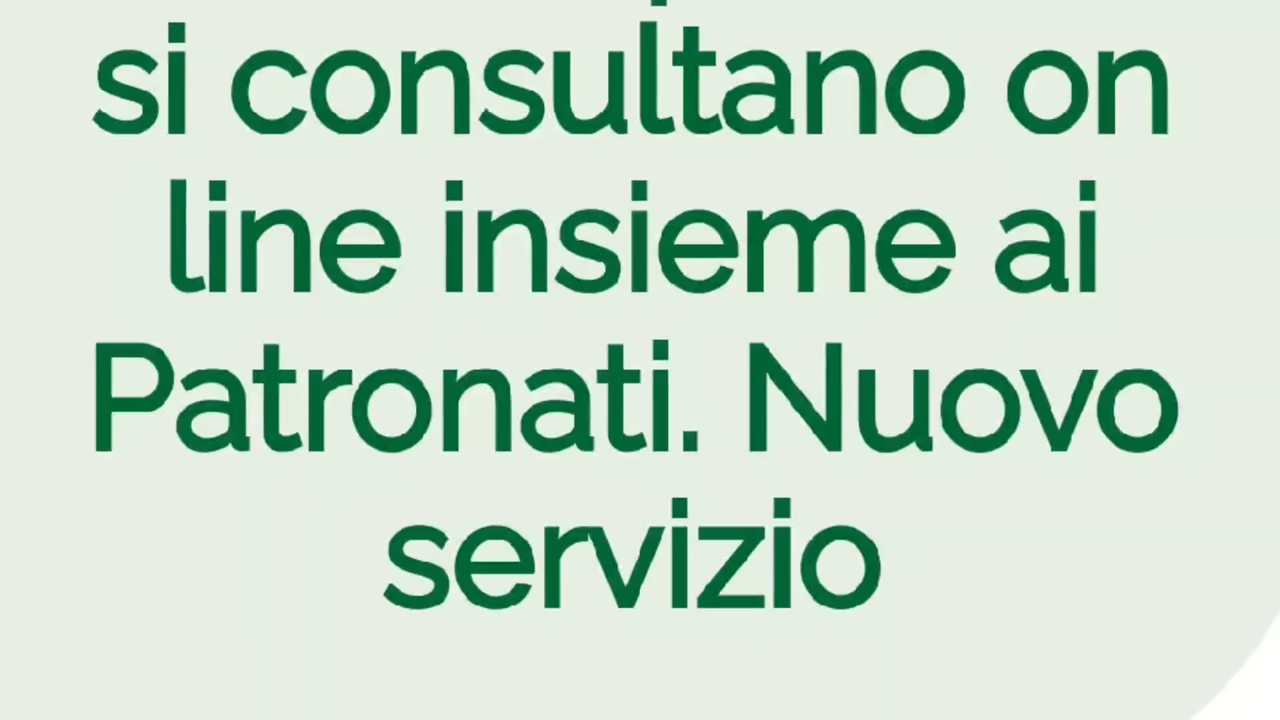 si consultano on
line insieme ai
Patronati. Nuovo
servizio